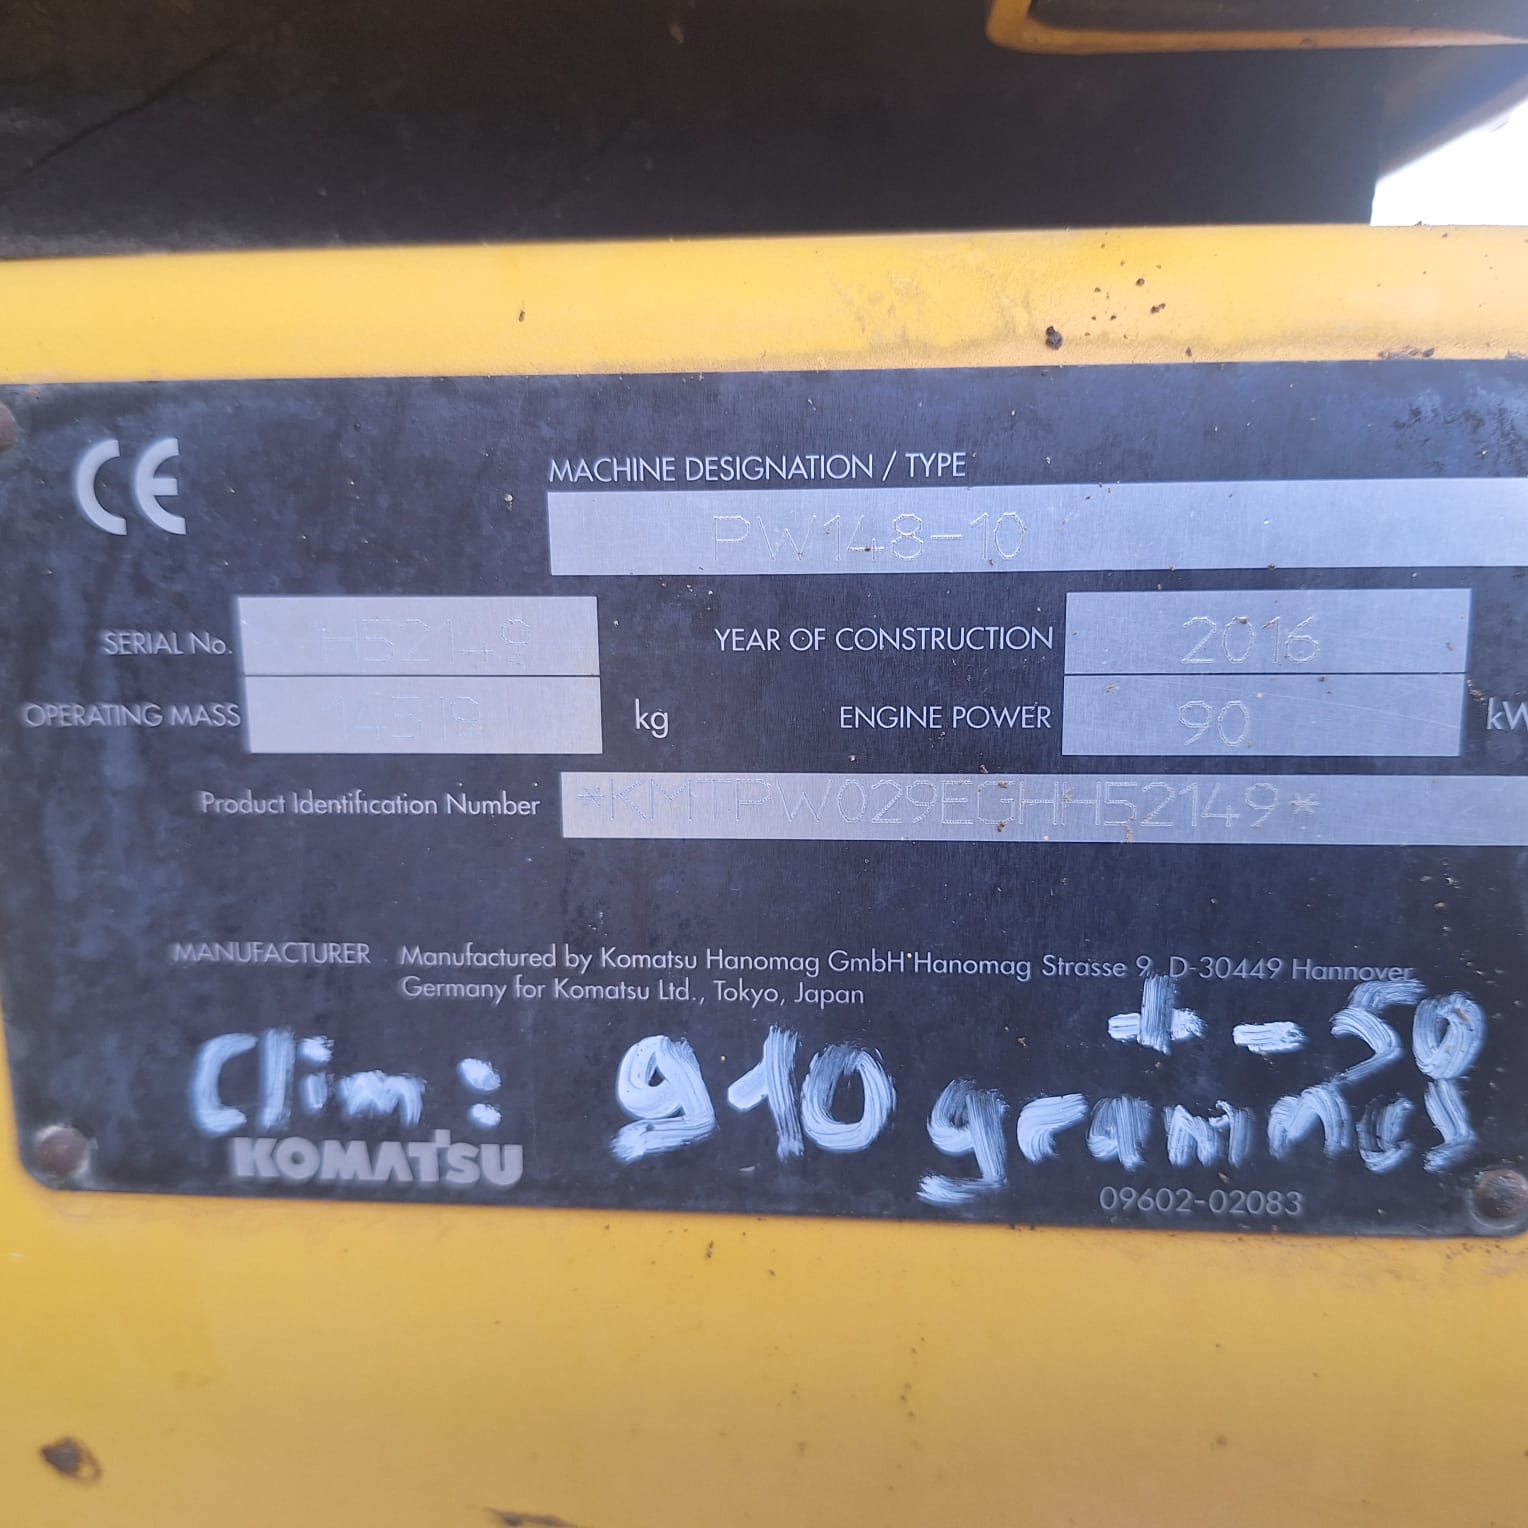 CE
MACHINE DESIGNATION / TYPE
PW148-10
SERIAL No. H52149
YEAR OF CONSTRUCTION 2016
OPERATING MASS kg
ENGINE POWER 90 kW
Product Identification Number *KMTPW029EGHH52149*
MANUFACTURER Manufactured by Komatsu Hanomag GmbH Hanomag Strasse 9, D-30449 Hannover
Germany for Komatsu Ltd., Tokyo, Japan
+-50
Clim: 910 grammes
KOMATSU
09602-02083